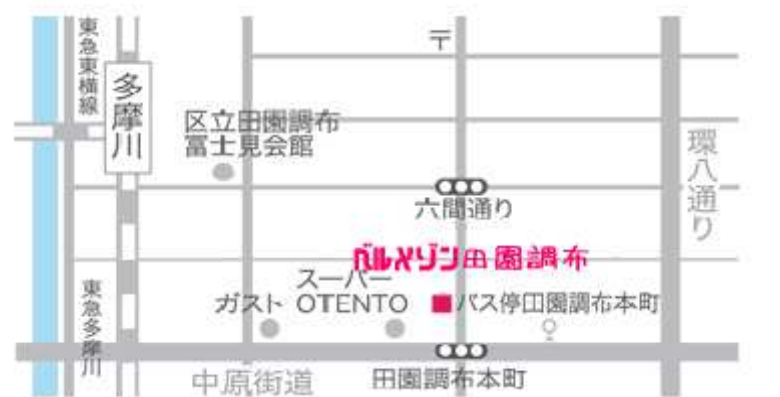 東急東横線
多摩川
〒
区立田園調布
富士見会館
環八通り
六間通り
ベルメゾン田園調布
スーパー
ガスト OTENTO
バス停田園調布本町
東急多摩川
中原街道
田園調布本町